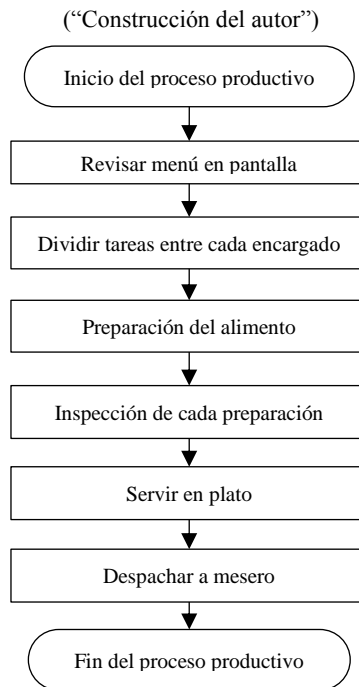 (“Construcción del autor”)
Inicio del proceso productivo
Revisar menú en pantalla
Dividir tareas entre cada encargado
Preparación del alimento
Inspección de cada preparación
Servir en plato
Despachar a mesero
Fin del proceso productivo